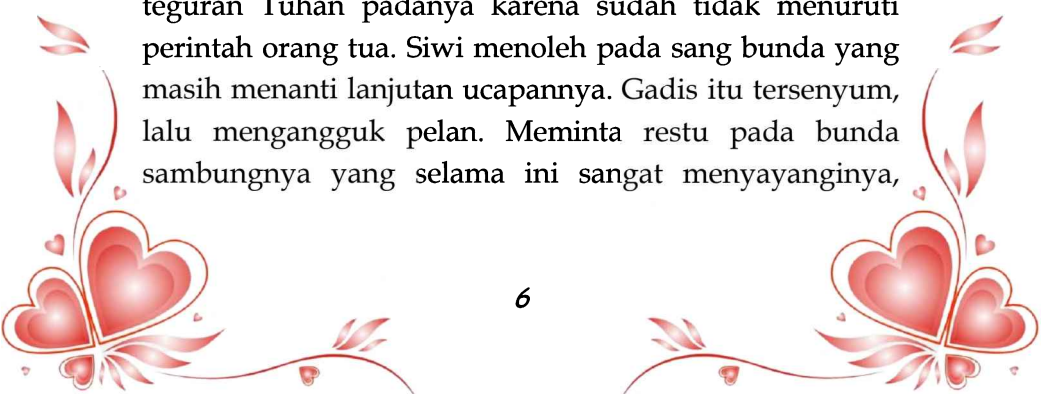 teguran Tuhan padanya karena sudah tidak menuruti
perintah orang tua. Siwi menoleh pada sang bunda yang
masih menanti lanjutan ucapannya. Gadis itu tersenyum,
lalu mengangguk pelan. Meminta restu pada bunda
sambungnya yang selama ini sangat menyayanginya,
6